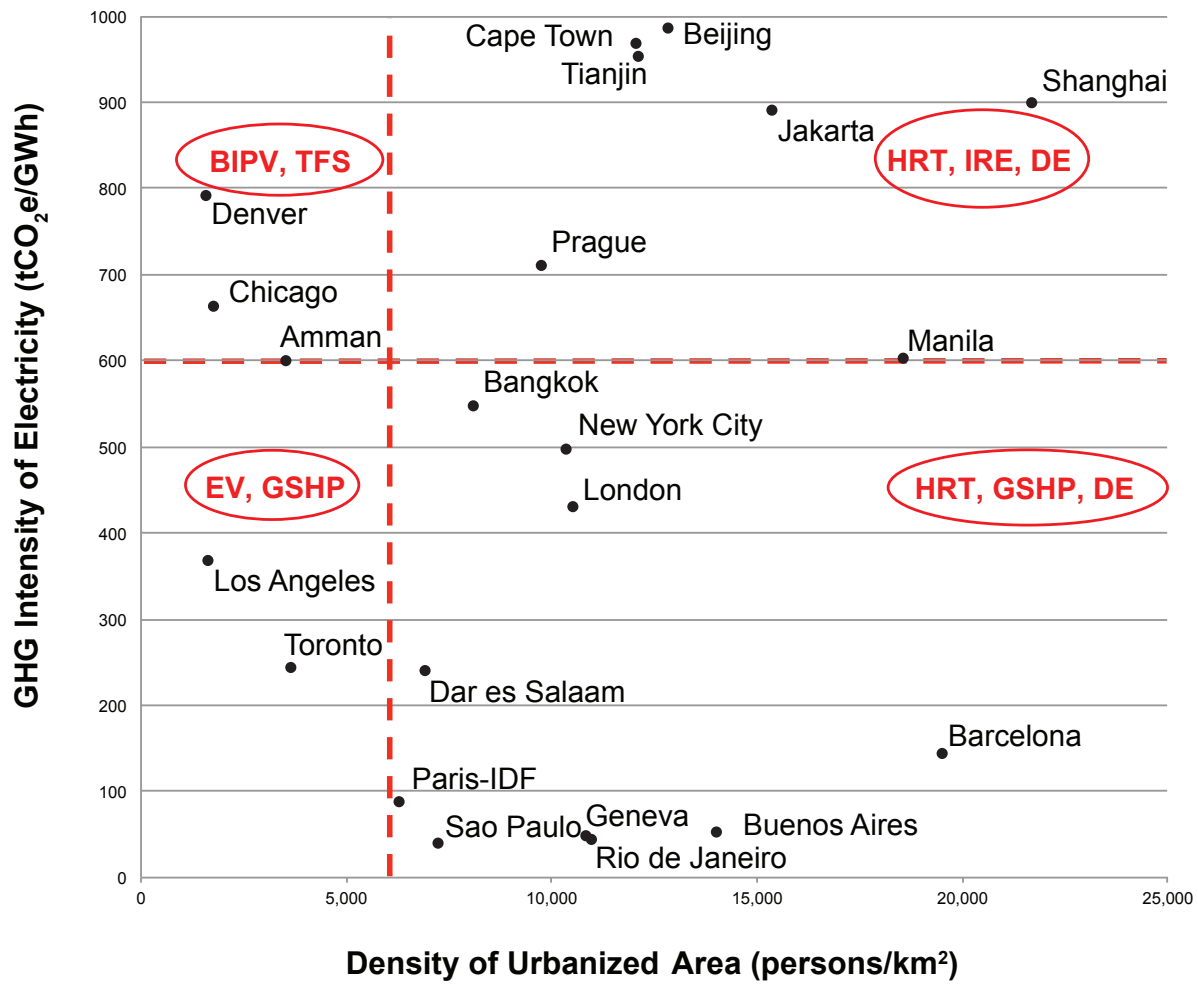 GHG Intensity of Electricity (tCO2e/GWh)
1000
900
800
700
600
500
400
300
200
100
0
Cape Town
Beijing
Tianjin
Shanghai
Jakarta
BIPV, TFS
HRT, IRE, DE
Denver
Prague
Chicago
Amman
Manila
Bangkok
New York City
EV, GSHP
London
HRT, GSHP, DE
Los Angeles
Toronto
Dar es Salaam
Barcelona
Paris-IDF
Sao Paulo
Geneva
Buenos Aires
Rio de Janeiro
0
5,000
10,000
15,000
20,000
25,000
Density of Urbanized Area (persons/km²)